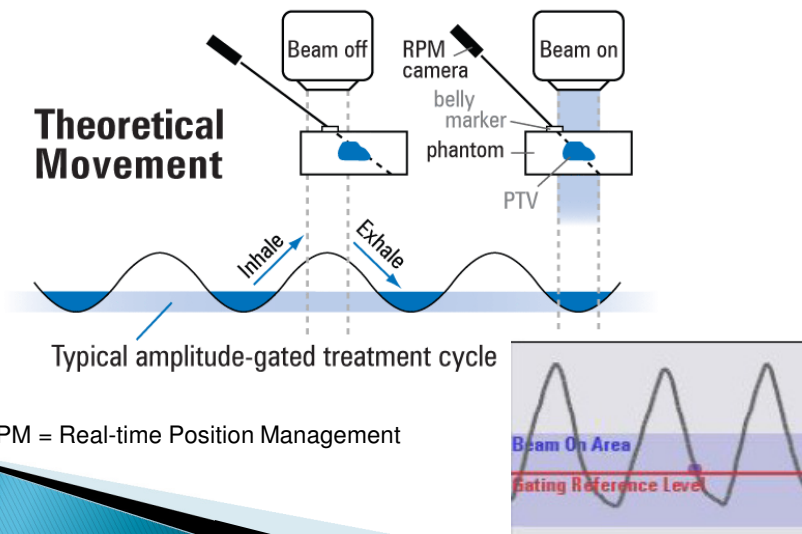 Beam off
RPM
camera
Beam on
belly
marker
phantom
PTV
Theoretical
Movement
Inhale
Exhale
Typical amplitude-gated treatment cycle
PM = Real-time Position Management
Beam On Area
Gating Reference Level